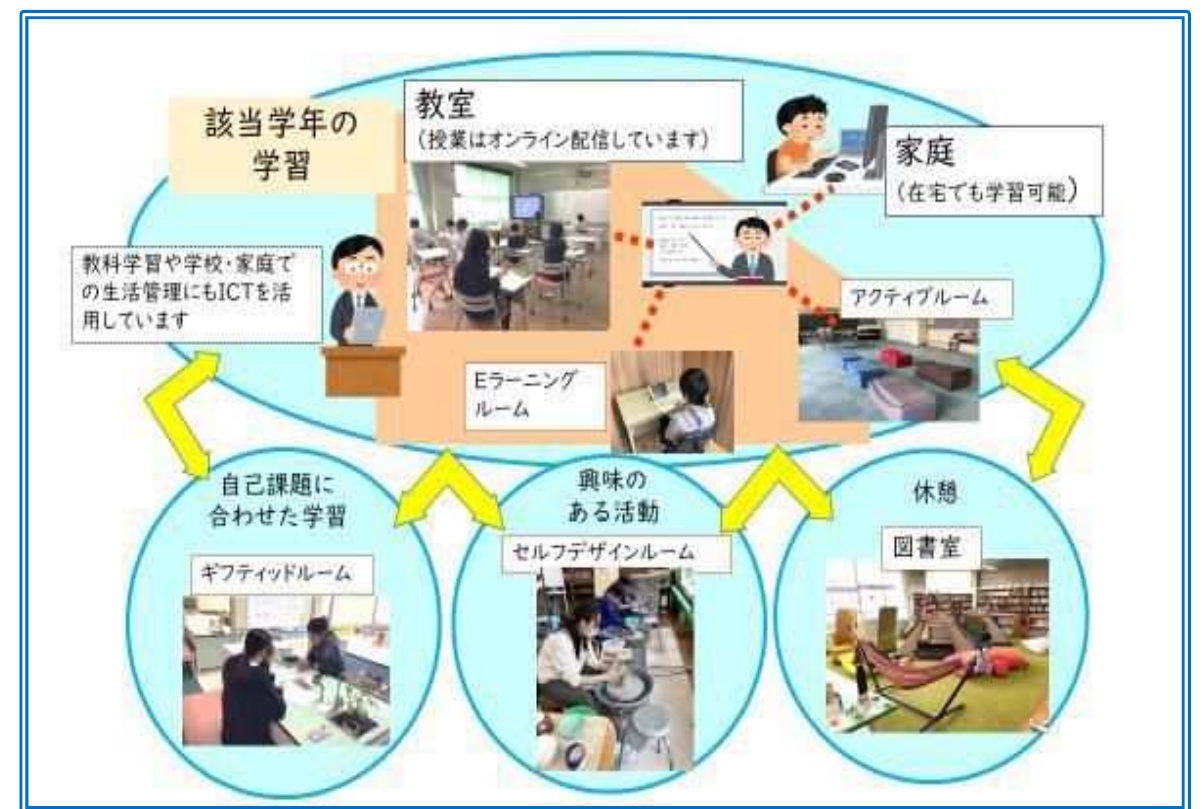 該当学年の
学習
教室
（授業はオンライン配信しています）
家庭
（在宅でも学習可能）
教科学習や学校・家庭で
の生活管理にもICTを活
用しています
アクティブルーム
Eラーニング
ルーム
自己課題に
合わせた学習
ギフティッドルーム
興味の
ある活動
セルフデザインルーム
休憩
図書室